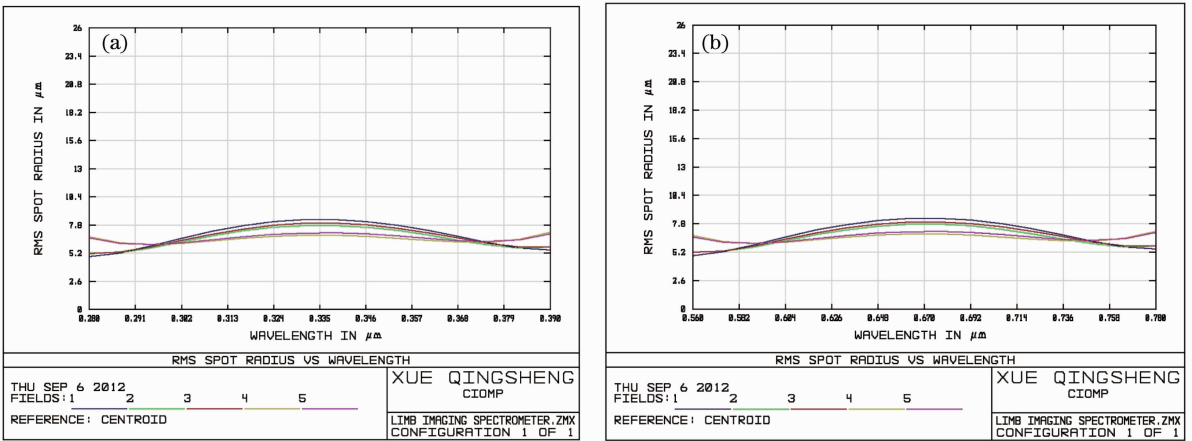 (a)
26
23.4
20.8
18.2
15.6
13
10.4
7.8
5.2
2.6
0
RMS SPOT RADIUS IN µm
0.280 0.291 0.302 0.313 0.324 0.335 0.346 0.357 0.368 0.379 0.390
WAVELENGTH IN µm
RMS SPOT RADIUS VS WAVELENGTH
THU SEP 6 2012
FIELDS:1 2 3 4 5
REFERENCE: CENTROID
XUE QINGSHENG
CIOMP
LIMB IMAGING SPECTROMETER.ZMX
CONFIGURATION 1 OF 1
(b)
26
23.4
20.8
18.2
15.6
13
10.4
7.8
5.2
2.6
0
RMS SPOT RADIUS IN µm
0.560 0.582 0.604 0.626 0.648 0.670 0.692 0.714 0.736 0.758 0.780
WAVELENGTH IN µm
RMS SPOT RADIUS VS WAVELENGTH
THU SEP 6 2012
FIELDS:1 2 3 4 5
REFERENCE: CENTROID
XUE QINGSHENG
CIOMP
LIMB IMAGING SPECTROMETER.ZMX
CONFIGURATION 1 OF 1